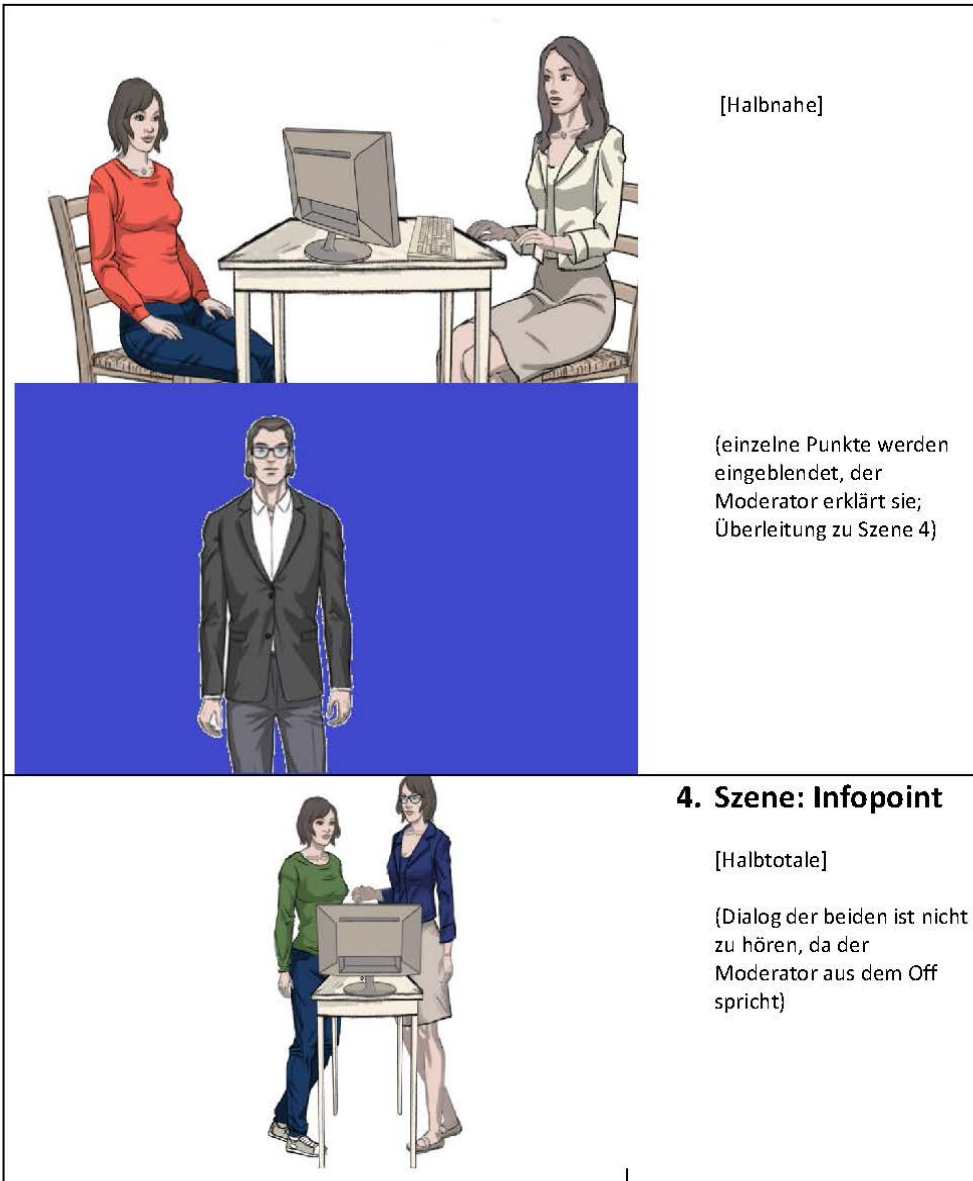 [Halbnahe]
(einzelne Punkte werden
eingeblendet, der
Moderator erklärt sie;
Überleitung zu Szene 4)
4. Szene: Infopoint
[Halbtotale]
(Dialog der beiden ist nicht
zu hören, da der
Moderator aus dem Off
spricht)